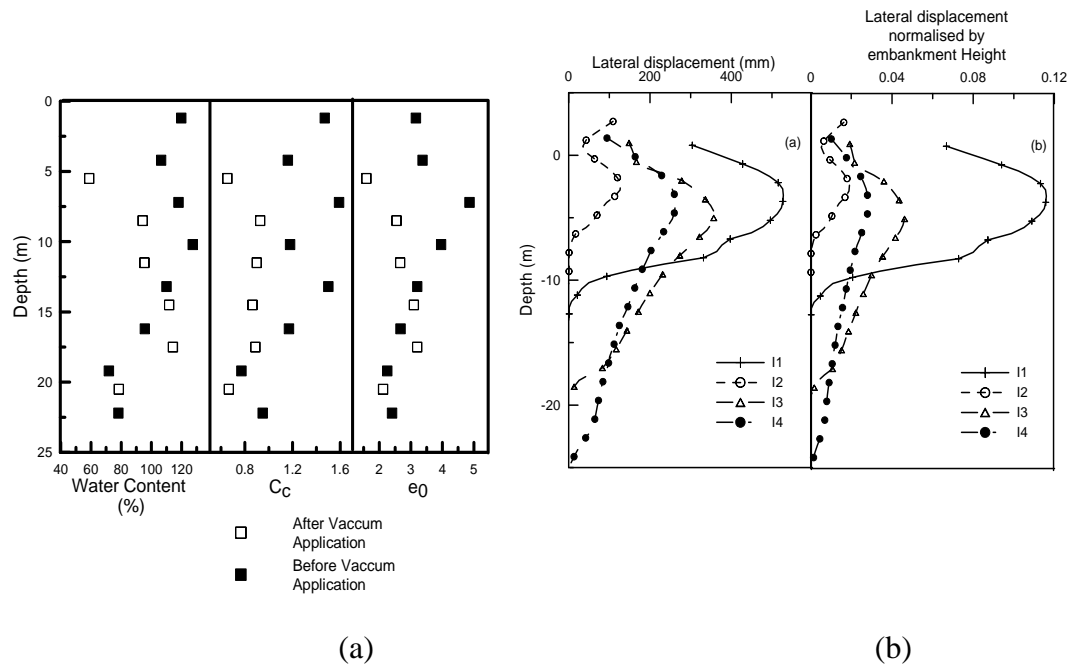 0
5
10
15
20
25
Depth (m)
40 60 80 100 120
Water Content
(%)
0.8 1.2 1.6
Cc
2 3 4 5
e0
After Vaccum
Application
Before Vaccum
Application
(a)
Lateral displacement (mm)
0 200 400
0
-10
-20
Depth (m)
(a)
I1
I2
I3
I4
Lateral displacement
normalised by
embankment Height
0 0.04 0.08 0.12
(b)
I1
I2
I3
I4
(b)